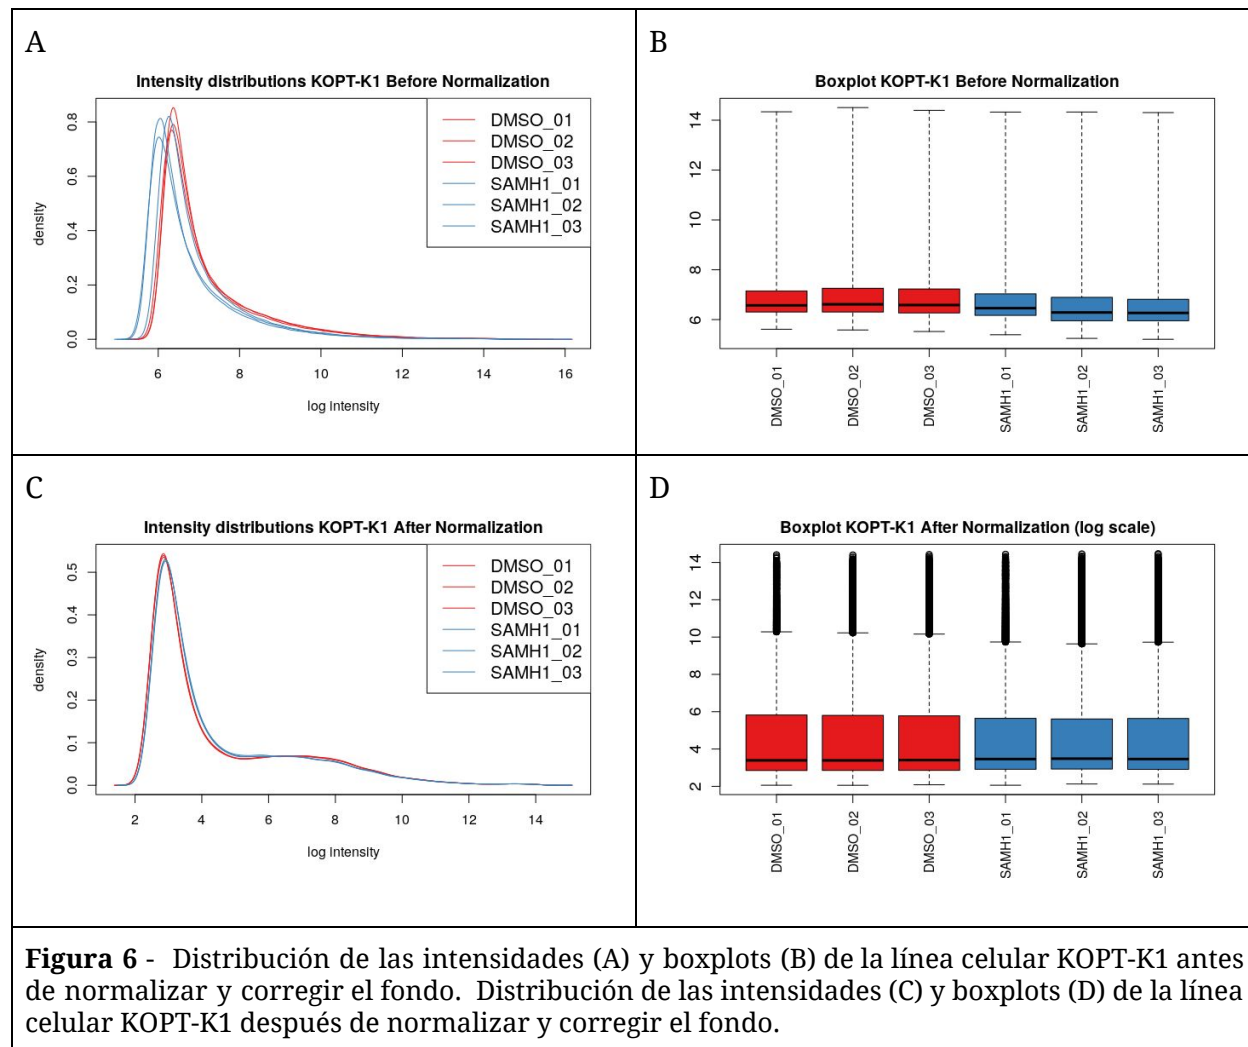 A
Intensity distributions KOPT-K1 Before Normalization
DMSO_01
DMSO_02
DMSO_03
SAMH1_01
SAMH1_02
SAMH1_03
density
0.0
0.2
0.4
0.6
0.8
6
8
10
12
14
16
log intensity
B
Boxplot KOPT-K1 Before Normalization
14
12
10
8
6
DMSO_01
DMSO_02
DMSO_03
SAMH1_01
SAMH1_02
SAMH1_03
C
Intensity distributions KOPT-K1 After Normalization
DMSO_01
DMSO_02
DMSO_03
SAMH1_01
SAMH1_02
SAMH1_03
density
0.0
0.1
0.2
0.3
0.4
0.5
2
4
6
8
10
12
14
log intensity
D
Boxplot KOPT-K1 After Normalization (log scale)
14
12
10
8
6
4
2
DMSO_01
DMSO_02
DMSO_03
SAMH1_01
SAMH1_02
SAMH1_03
Figura 6 - Distribución de las intensidades (A) y boxplots (B) de la línea celular KOPT-K1 antes
de normalizar y corregir el fondo. Distribución de las intensidades (C) y boxplots (D) de la línea
celular KOPT-K1 después de normalizar y corregir el fondo.